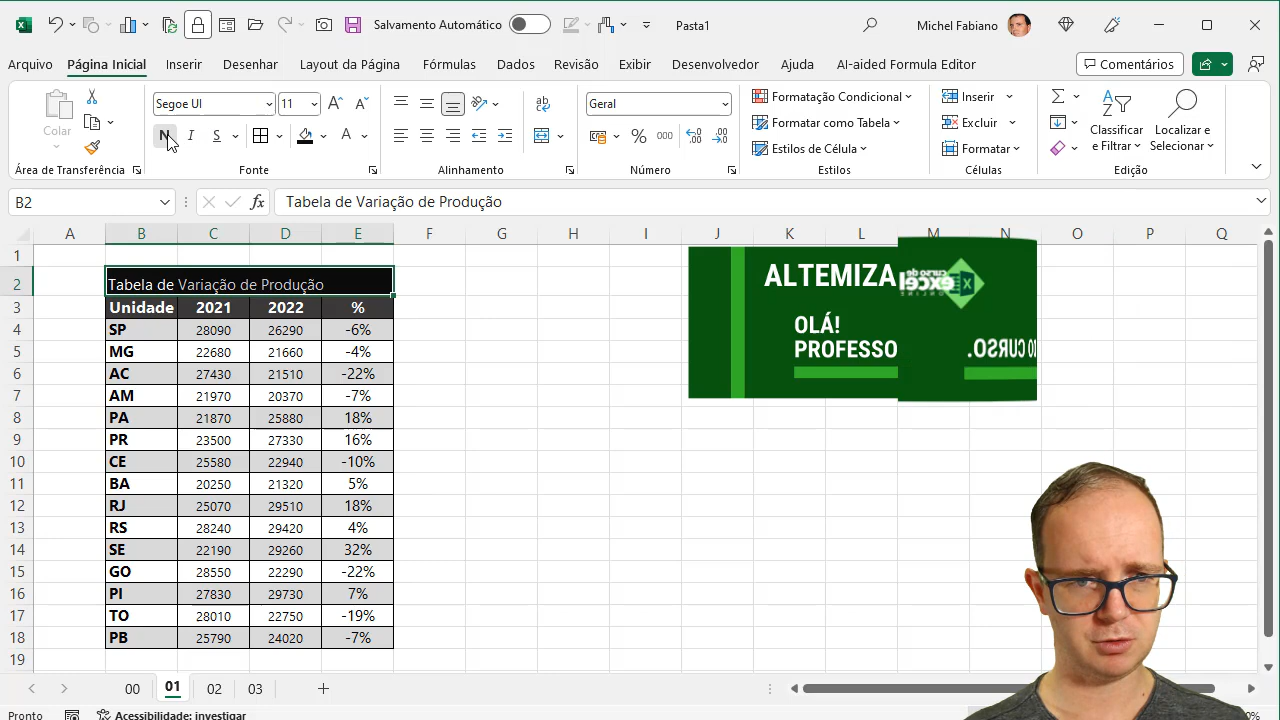 Salvamento Automático
Pasta1
Michel Fabiano
Arquivo
Página Inicial
Inserir
Desenhar
Layout da Página
Fórmulas
Dados
Revisão
Exibir
Desenvolvedor
Ajuda
AI-aided Formula Editor
Comentários
Colar
Segoe UI
11
N
I
S
A
A
A
ab
Geral
%
000
Formatação Condicional
Formatar como Tabela
Estilos de Célula
Inserir
Excluir
Formatar
Classificar
e Filtrar
Localizar e
Selecionar
Área de Transferência
Fonte
Alinhamento
Número
Estilos
Células
Edição
B2
fx
Tabela de Variação de Produção
A B C D E F G H I J K L M N O P Q
1
2 Tabela de Variação de Produção
3 Unidade 2021 2022 %
4 SP 28090 26290 -6%
5 MG 22680 21660 -4%
6 AC 27430 21510 -22%
7 AM 21970 20370 -7%
8 PA 21870 25880 18%
9 PR 23500 27330 16%
10 CE 25580 22940 -10%
11 BA 20250 21320 5%
12 RJ 25070 29510 18%
13 RS 28240 29420 4%
14 SE 22190 29260 32%
15 GO 28550 22290 -22%
16 PI 27830 29730 7%
17 TO 28010 22750 -19%
18 PB 25790 24020 -7%
19
ALTEMIZA
OLÁ!
PROFESSO
curso de
excel
ONLINE
CURSO.
00 01 02 03
Pronto
Acessibilidade: investigar